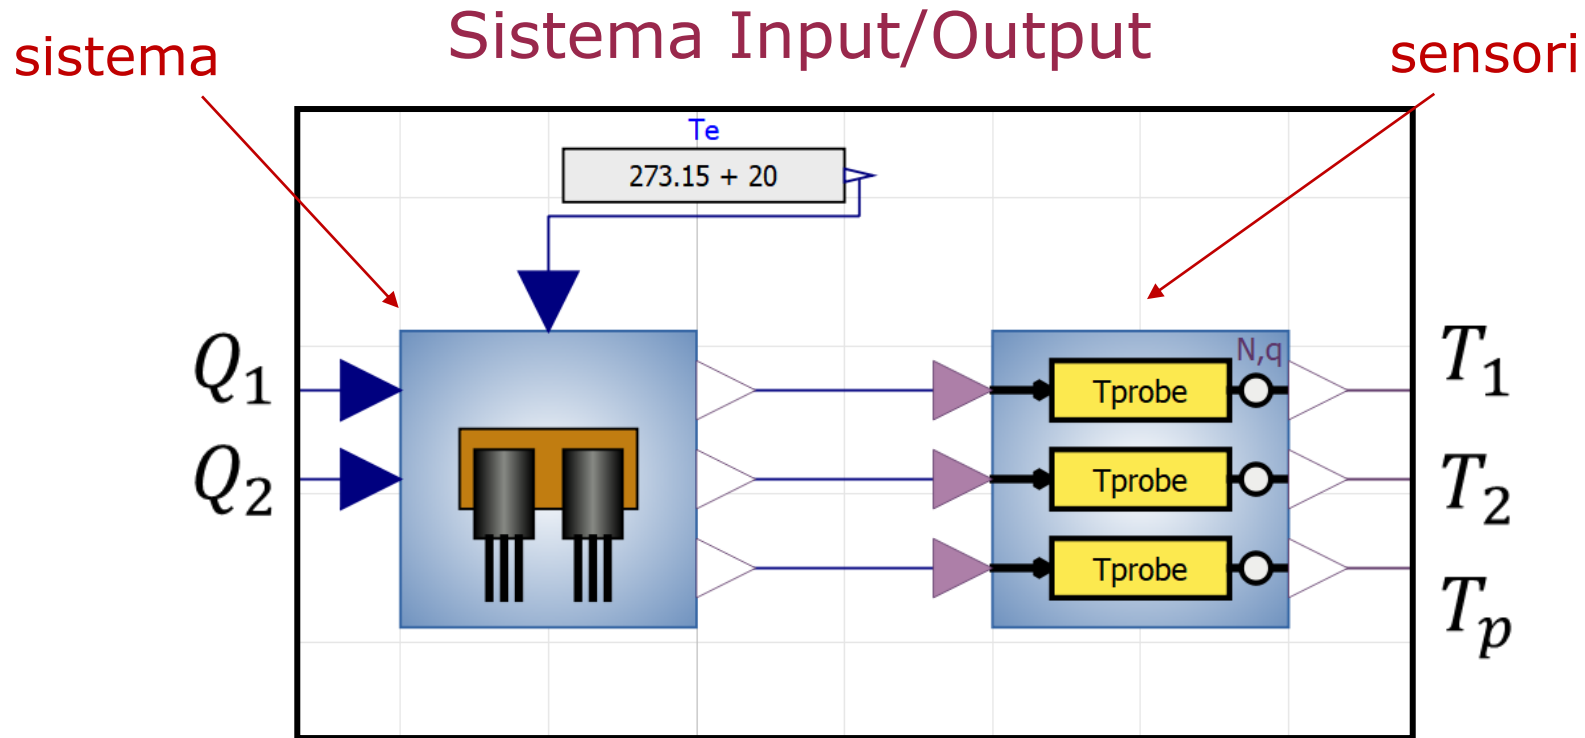 Sistema Input/Output
sistema
sensori
Te
273.15 + 20
Q1
Q2
N,q
Tprobe
Tprobe
Tprobe
T1
T2
Tp